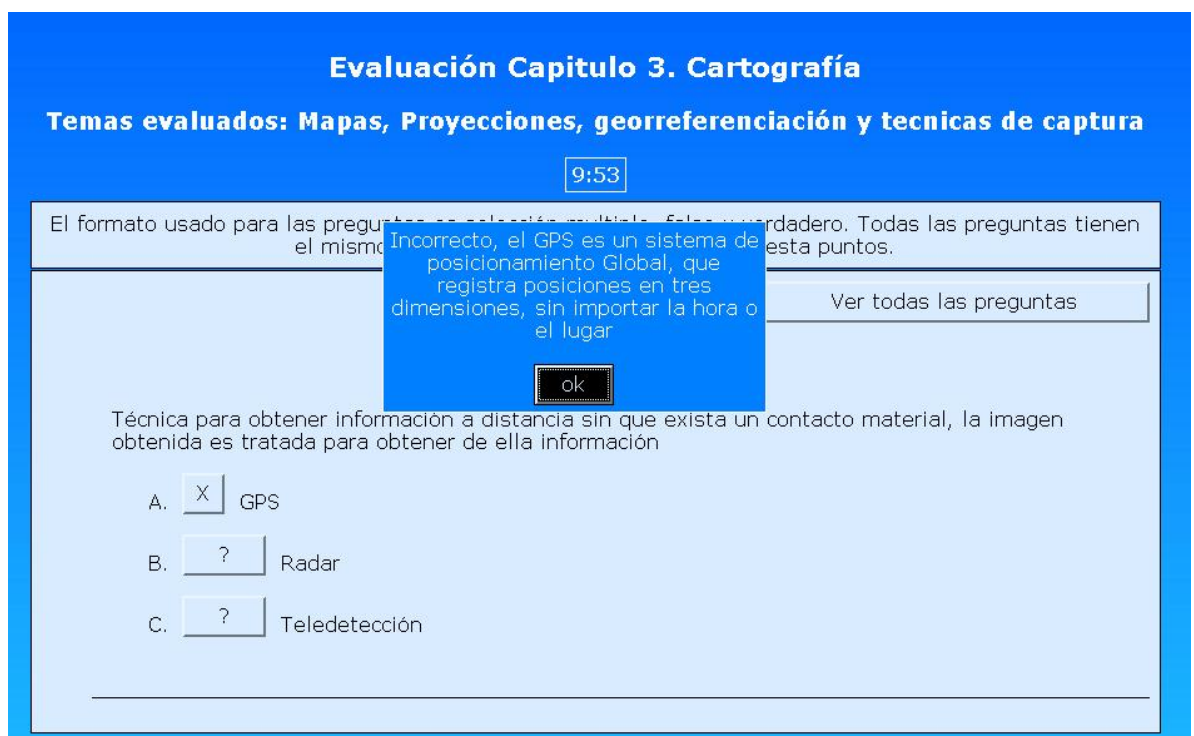 Evaluación Capitulo 3. Cartografía
Temas evaluados: Mapas, Proyecciones, georreferenciación y tecnicas de captura
9:53
El formato usado para las dadero. Todas las preguntas tienen
el mismo esta puntos.
Incorrecto, el GPS es un sistema de
posicionamiento Global, que
registra posiciones en tres
dimensiones, sin importar la hora o
el lugar
ok
Ver todas las preguntas
Técnica para obtener información a distancia sin que exista un contacto material, la imagen
obtenida es tratada para obtener de ella información
A. X GPS
B. ? Radar
C. ? Teledetección